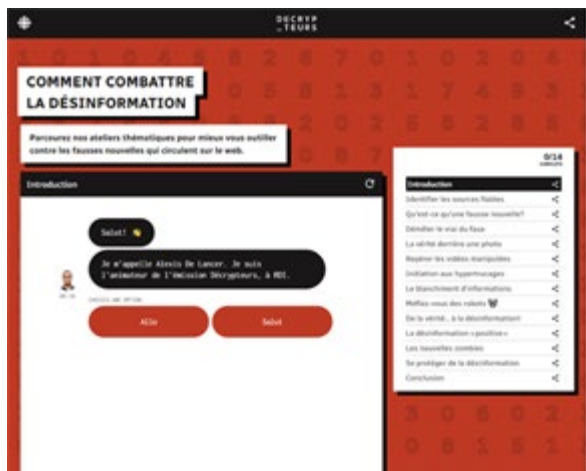 DECRYP
_TEURS
COMMENT COMBATTRE
LA DÉSINFORMATION
Parcourez nos ateliers thématiques pour mieux vous outiller
contre les fausses nouvelles qui circulent sur le web.
0/14
Introduction
Salut! 👋
Je m'appelle Alexis De Lancer. Je suis
l'animateur de l'émission Décrypteurs, à RDI.
CHOISIS UNE OPTION
Allo
Salut
Introduction
Identifier les sources fiables
Qu'est-ce qu'une fausse nouvelle?
Démêler le vrai du faux
La vérité derrière une photo
Repérer les vidéos manipulées
Initiation aux hypertrucages
Le blanchiment d'informations
Méfiez-vous des robots
De la vérité… à la désinformation!
La désinformation «positive»
Les nouvelles zombies
Se protéger de la désinformation
Conclusion